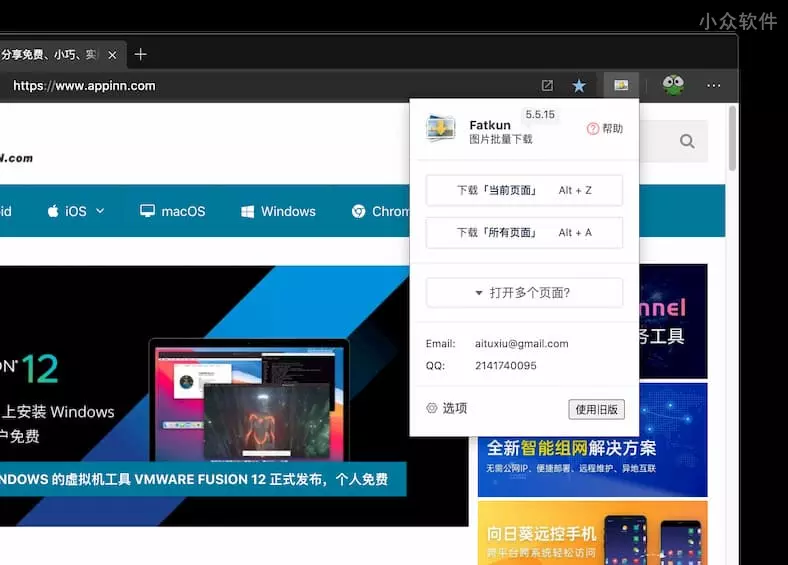 小众软件
分享免费、小巧、实
https://www.appinn.com
.com
Fatkun 5.5.15
图片批量下载
帮助
下载「当前页面」 Alt + Z
下载「所有页面」 Alt + A
打开多个页面?
Email: aituxiu@gmail.com
QQ: 2141740095
选项
使用旧版
id
iOS
macOS
Windows
Chrom
12
上安装 Windows
户免费
NDOWS 的虚拟机工具 VMWARE FUSION 12 正式发布，个人免费
nnel
务工具
全新智能组网解决方案
无需公网IP、便捷部署、远程维护、异地互联
向日葵远控手机
跨平台跨系统轻松访问